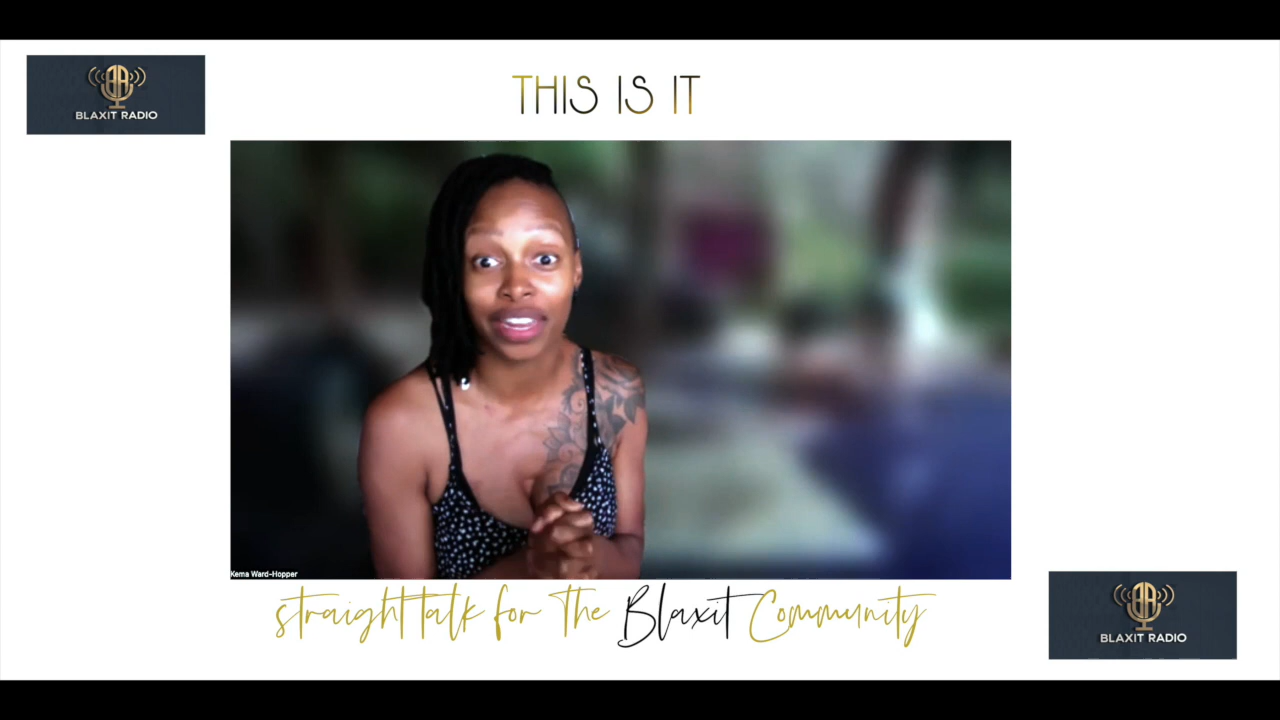 BLAXIT RADIO
THIS IS IT
Kema Ward-Hopper
straight talk for the Blaxit Community
BLAXIT RADIO